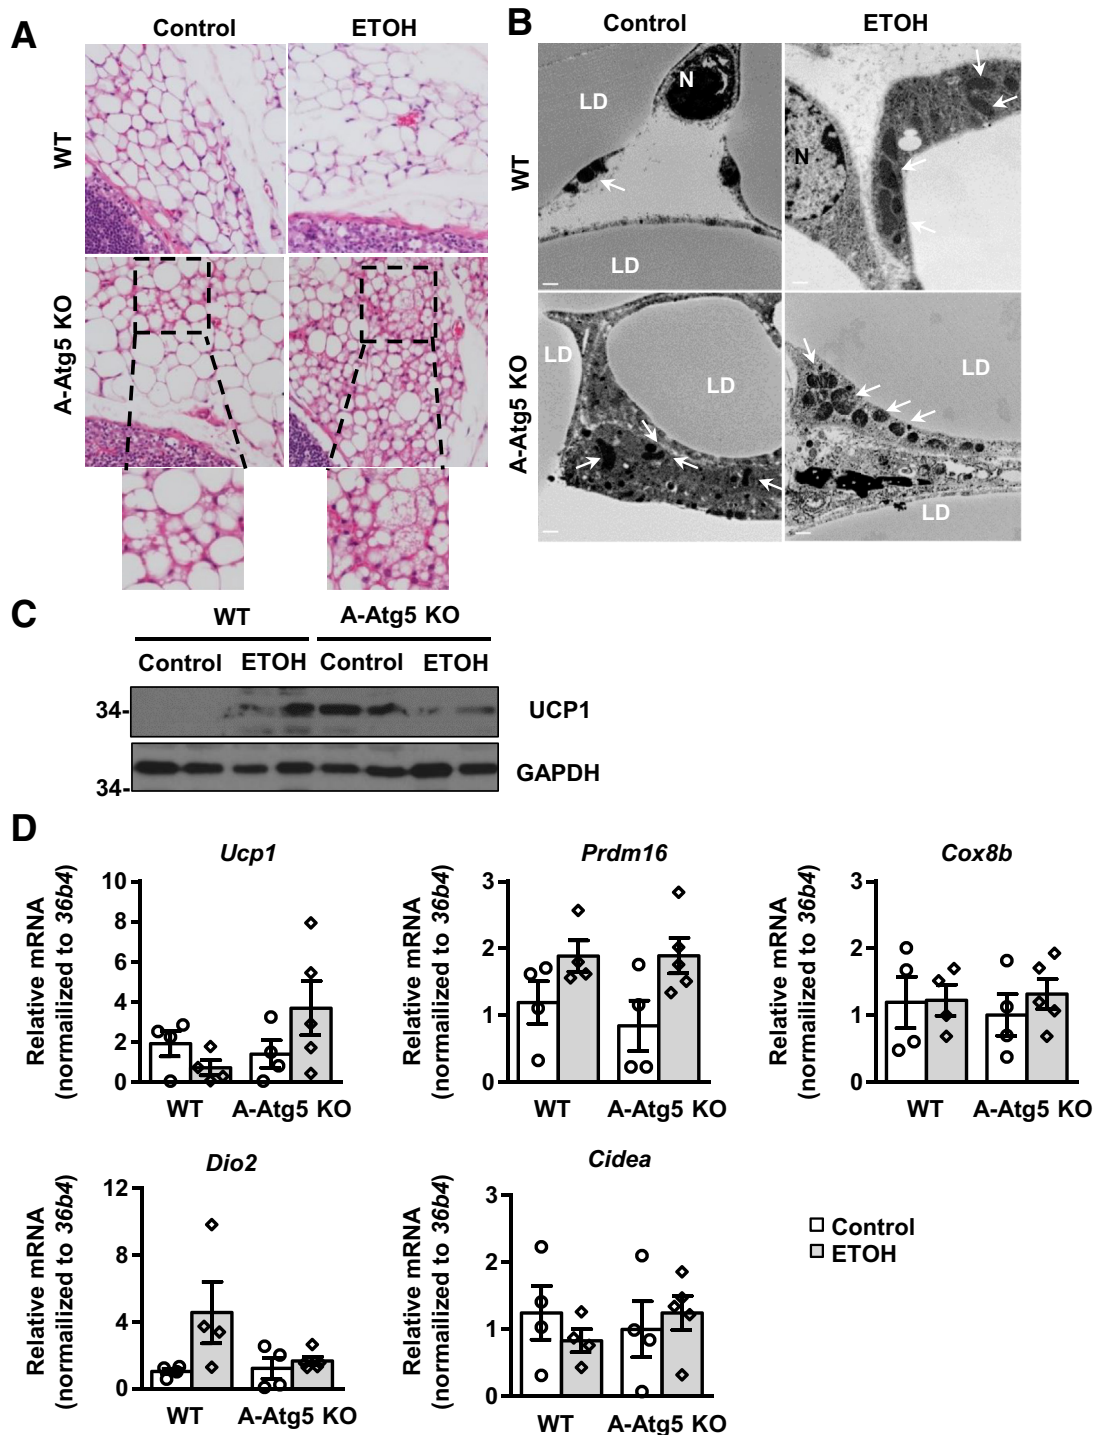 A
Control
ETOH
WT
A-Atg5 KO
B
Control
ETOH
WT
LD
N
LD
N
A-Atg5 KO
LD
LD
LD
LD
C
WT
A-Atg5 KO
Control
ETOH
Control
ETOH
34-
UCP1
34-
GAPDH
D
Ucp1
Relative mRNA
(normailized to 36b4)
10
8
6
4
2
0
WT
A-Atg5 KO
Prdm16
Relative mRNA
(normailized to 36b4)
3
2
1
0
WT
A-Atg5 KO
Cox8b
Relative mRNA
(normailized to 36b4)
3
2
1
0
WT
A-Atg5 KO
Dio2
Relative mRNA
(normailized to 36b4)
12
8
4
0
WT
A-Atg5 KO
Cidea
Relative mRNA
(normailized to 36b4)
3
2
1
0
WT
A-Atg5 KO
Control
ETOH